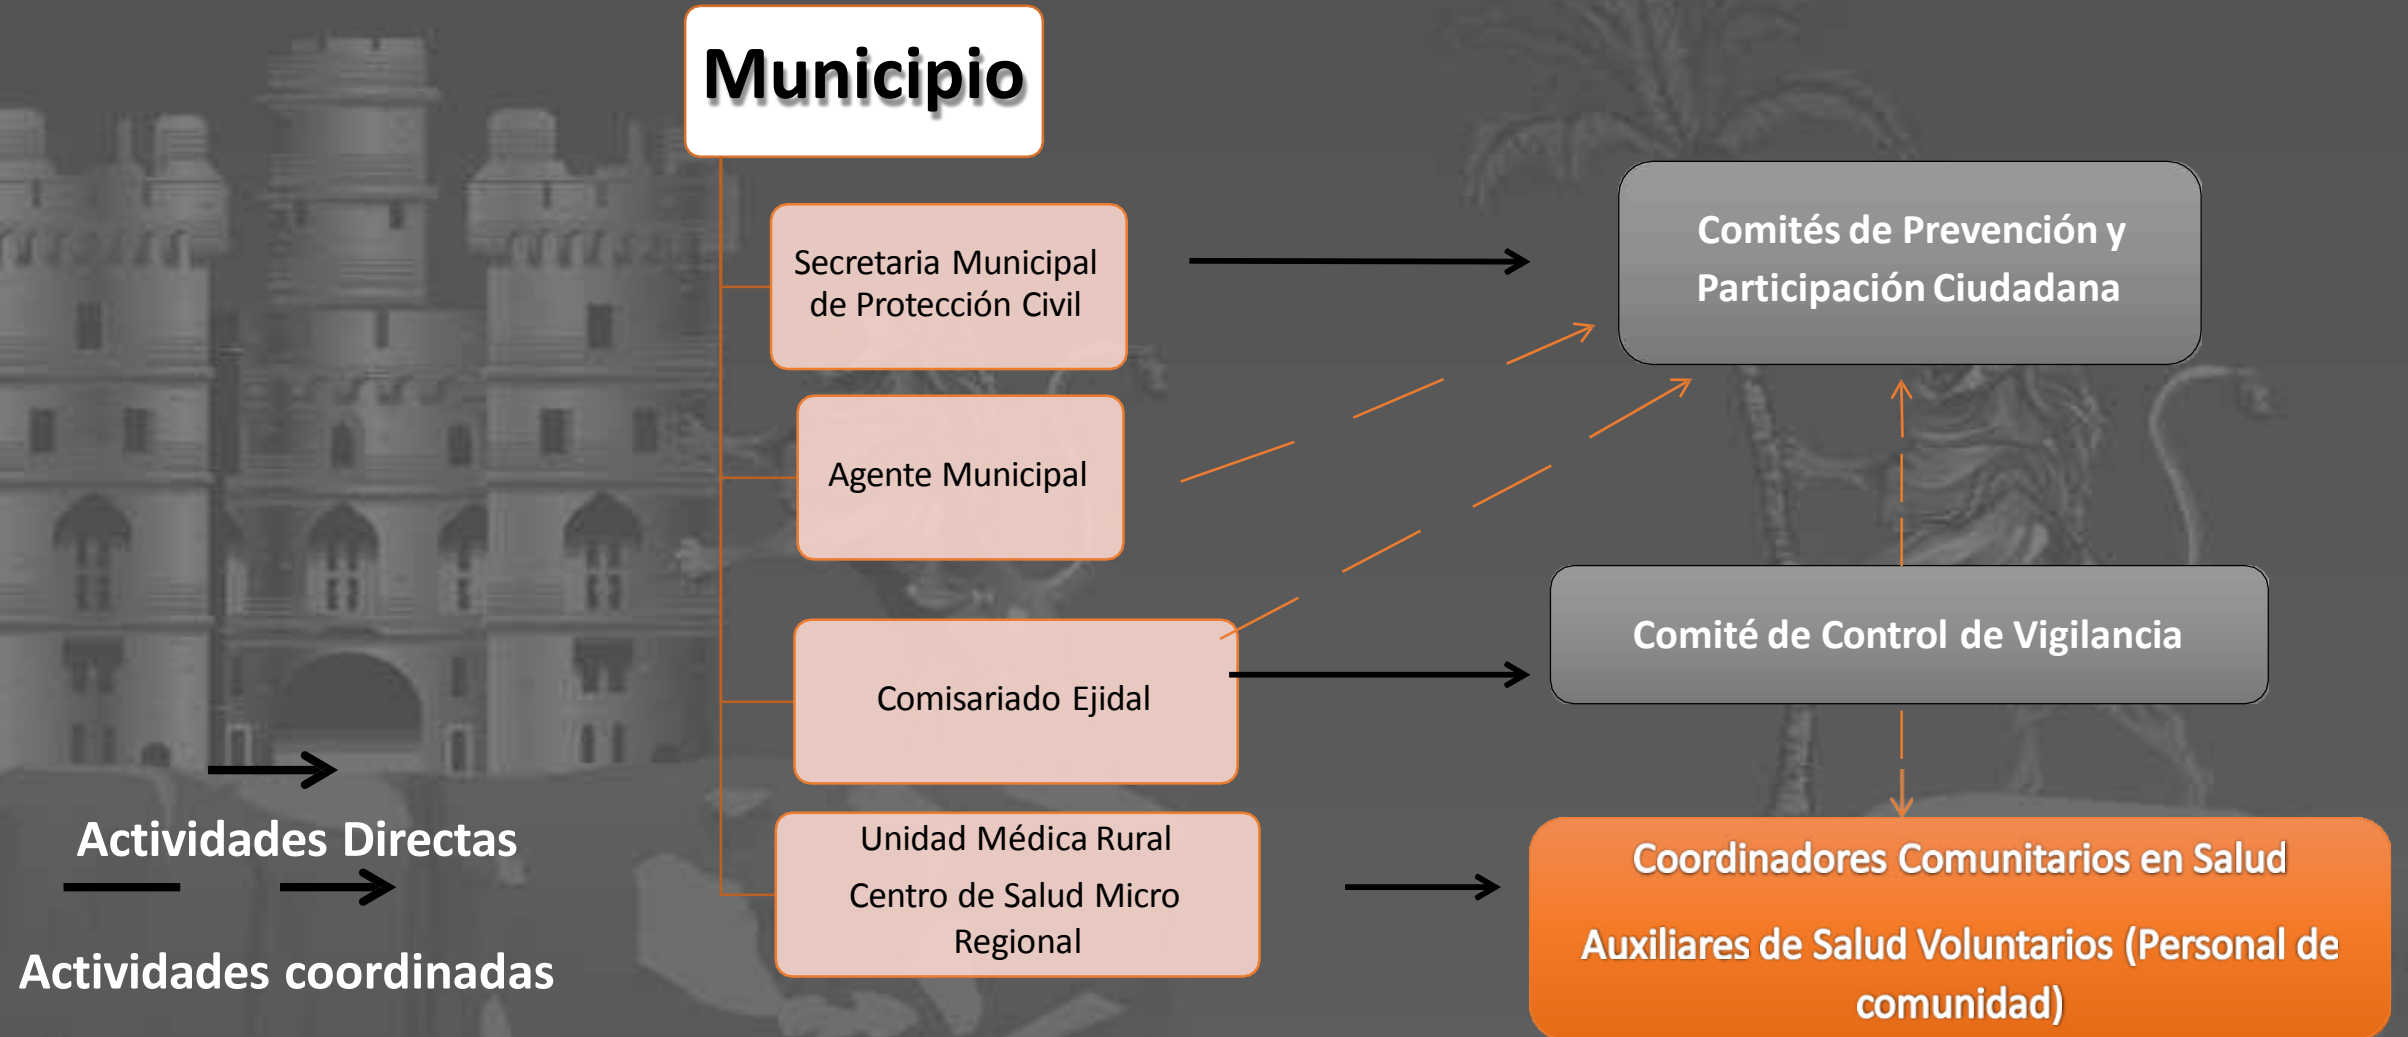 Municipio
Secretaria Municipal
de Protección Civil
Agente Municipal
Comisariado Ejidal
Unidad Médica Rural
Centro de Salud Micro
Regional
Comités de Prevención y
Participación Ciudadana
Comité de Control de Vigilancia
Coordinadores Comunitarios en Salud
Auxiliares de Salud Voluntarios (Personal de
comunidad)
Actividades Directas
Actividades coordinadas